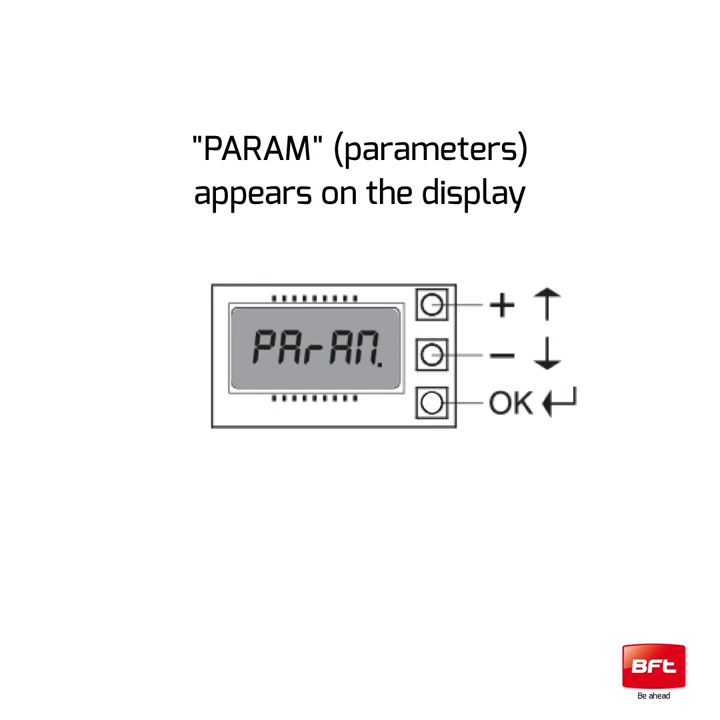 "PARAM" (parameters)
appears on the display
PArAM.
+ ↑
- ↓
OK ↵
BFt
Be ahead